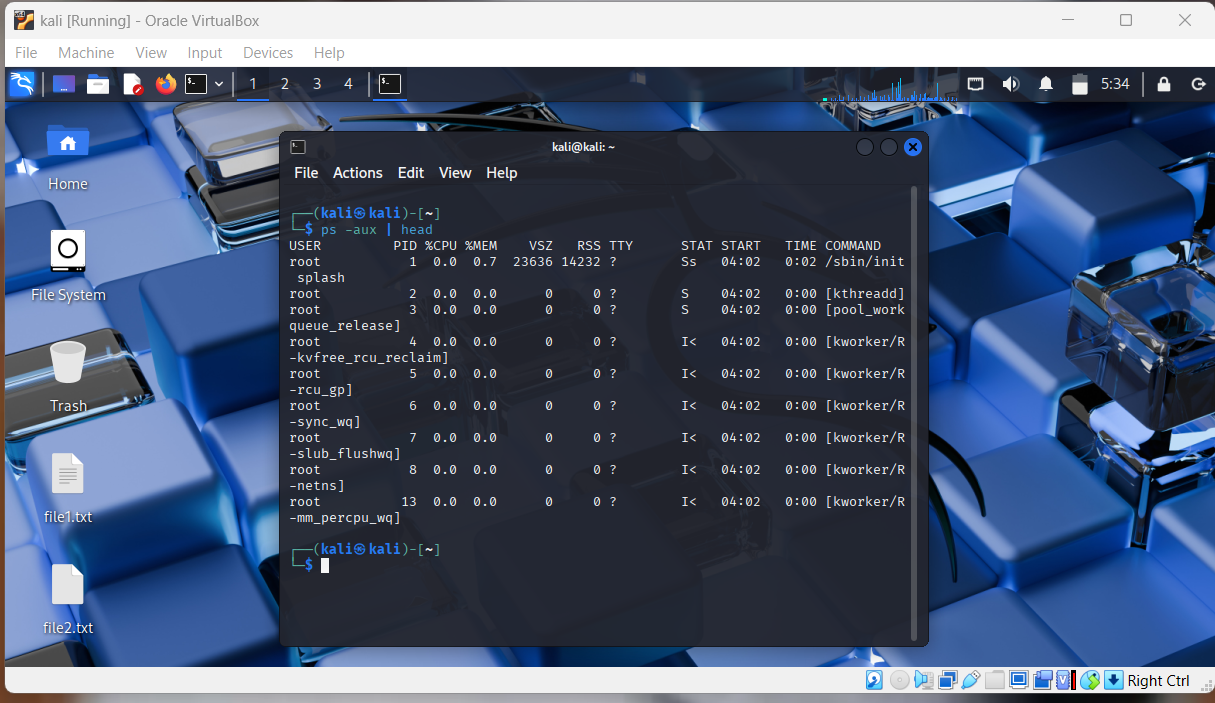 kali [Running] - Oracle VirtualBox
File Machine View Input Devices Help
1 2 3 4 5:34
Home
File System
Trash
file1.txt
file2.txt
kali@kali: ~
File Actions Edit View Help
┌──(kali㉿kali)-[~]
└─$ ps -aux | head
USER PID %CPU %MEM VSZ RSS TTY STAT START TIME COMMAND
root 1 0.0 0.7 23636 14232 ? Ss 04:02 0:02 /sbin/init
splash
root 2 0.0 0.0 0 0 ? S 04:02 0:00 [kthreadd]
root 3 0.0 0.0 0 0 ? S 04:02 0:00 [pool_work
queue_release]
root 4 0.0 0.0 0 0 ? I< 04:02 0:00 [kworker/R
-kvfree_rcu_reclaim]
root 5 0.0 0.0 0 0 ? I< 04:02 0:00 [kworker/R
-rcu_gp]
root 6 0.0 0.0 0 0 ? I< 04:02 0:00 [kworker/R
-sync_wq]
root 7 0.0 0.0 0 0 ? I< 04:02 0:00 [kworker/R
-slub_flushwq]
root 8 0.0 0.0 0 0 ? I< 04:02 0:00 [kworker/R
-netns]
root 13 0.0 0.0 0 0 ? I< 04:02 0:00 [kworker/R
-mm_percpu_wq]
┌──(kali㉿kali)-[~]
└─$
Right Ctrl